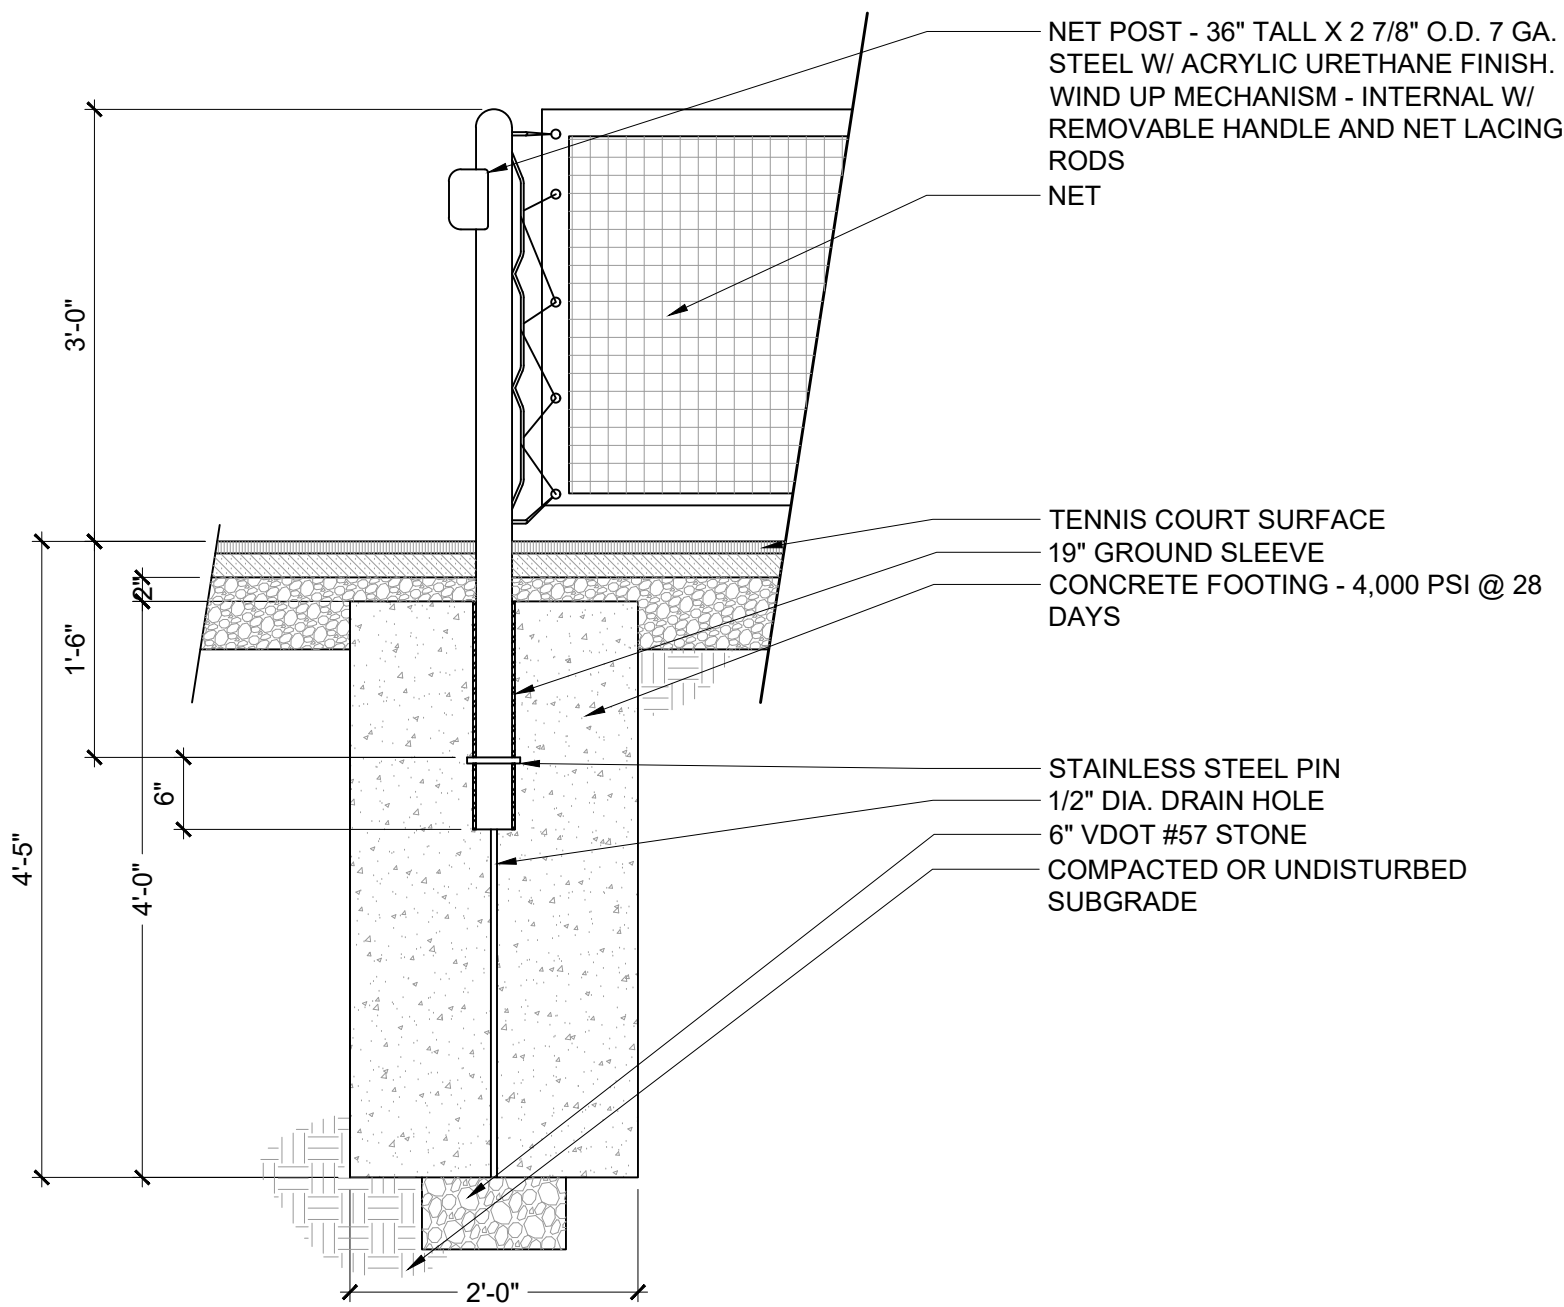 NET POST - 36" TALL X 2 7/8" O.D. 7 GA.
STEEL W/ ACRYLIC URETHANE FINISH.
WIND UP MECHANISM - INTERNAL W/
REMOVABLE HANDLE AND NET LACING
RODS
NET
3'-0"
TENNIS COURT SURFACE
19" GROUND SLEEVE
CONCRETE FOOTING - 4,000 PSI @ 28
DAYS
2"
1'-6"
STAINLESS STEEL PIN
1/2" DIA. DRAIN HOLE
6" VDOT #57 STONE
COMPACTED OR UNDISTURBED
SUBGRADE
6"
4'-5"
4'-0"
2'-0"